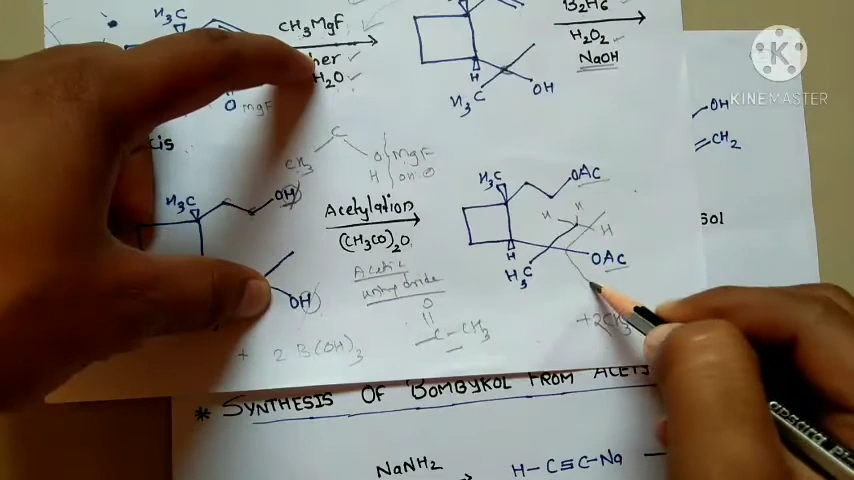 H3C
CH3MgF
B2H6
ether
H2O
H2O2
NaOH
H
H3C
OH
O MgF
cis
CH3
C
O
MgF
H
OH
K
KINEMASTER
OH
CH2
H3C
OH
Acetylation
(CH3CO)2O
Acetic
anhydride
O
C-CH3
OH
+ 2 B(OH)3
H3C
OAc
H
H
H
H
H3C
OAc
+2CH3
sol
* SYNTHESIS OF BOMBYKOL FROM
NaNH2
H-C≡C-Na
apsara